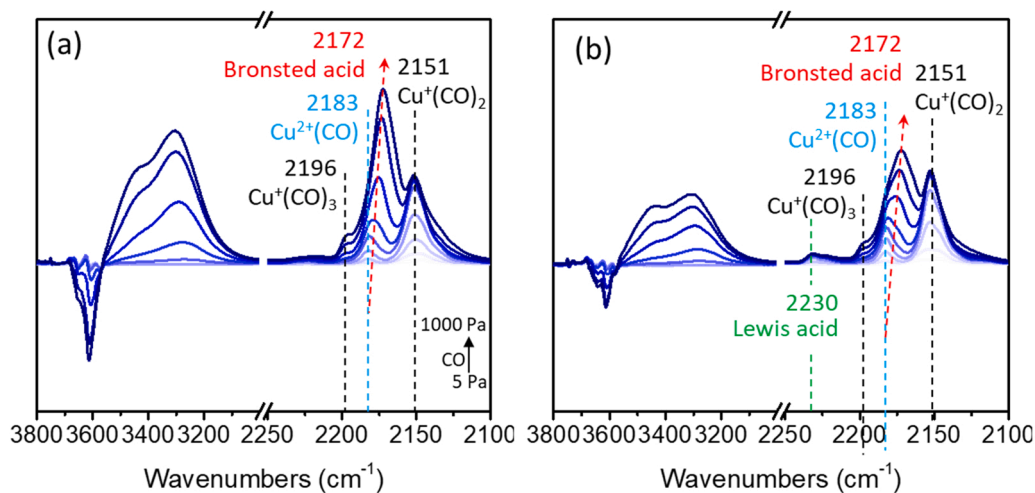 (a)
2172
Bronsted acid
2183
Cu²⁺(CO)
2196
Cu⁺(CO)₃
2151
Cu⁺(CO)₂
1000 Pa
CO
5 Pa
3800 3600 3400 3200 2250 2200 2150 2100
Wavenumbers (cm⁻¹)
(b)
2172
Bronsted acid
2183
Cu²⁺(CO)
2196
Cu⁺(CO)₃
2151
Cu⁺(CO)₂
2230
Lewis acid
3800 3600 3400 3200 2250 2200 2150 2100
Wavenumbers (cm⁻¹)